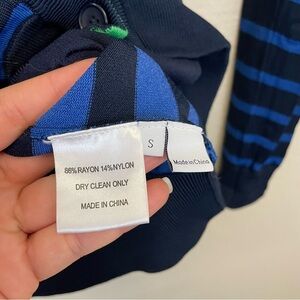 86%RAYON 14%NYLON
DRY CLEAN ONLY
MADE IN CHINA
S
Made in China